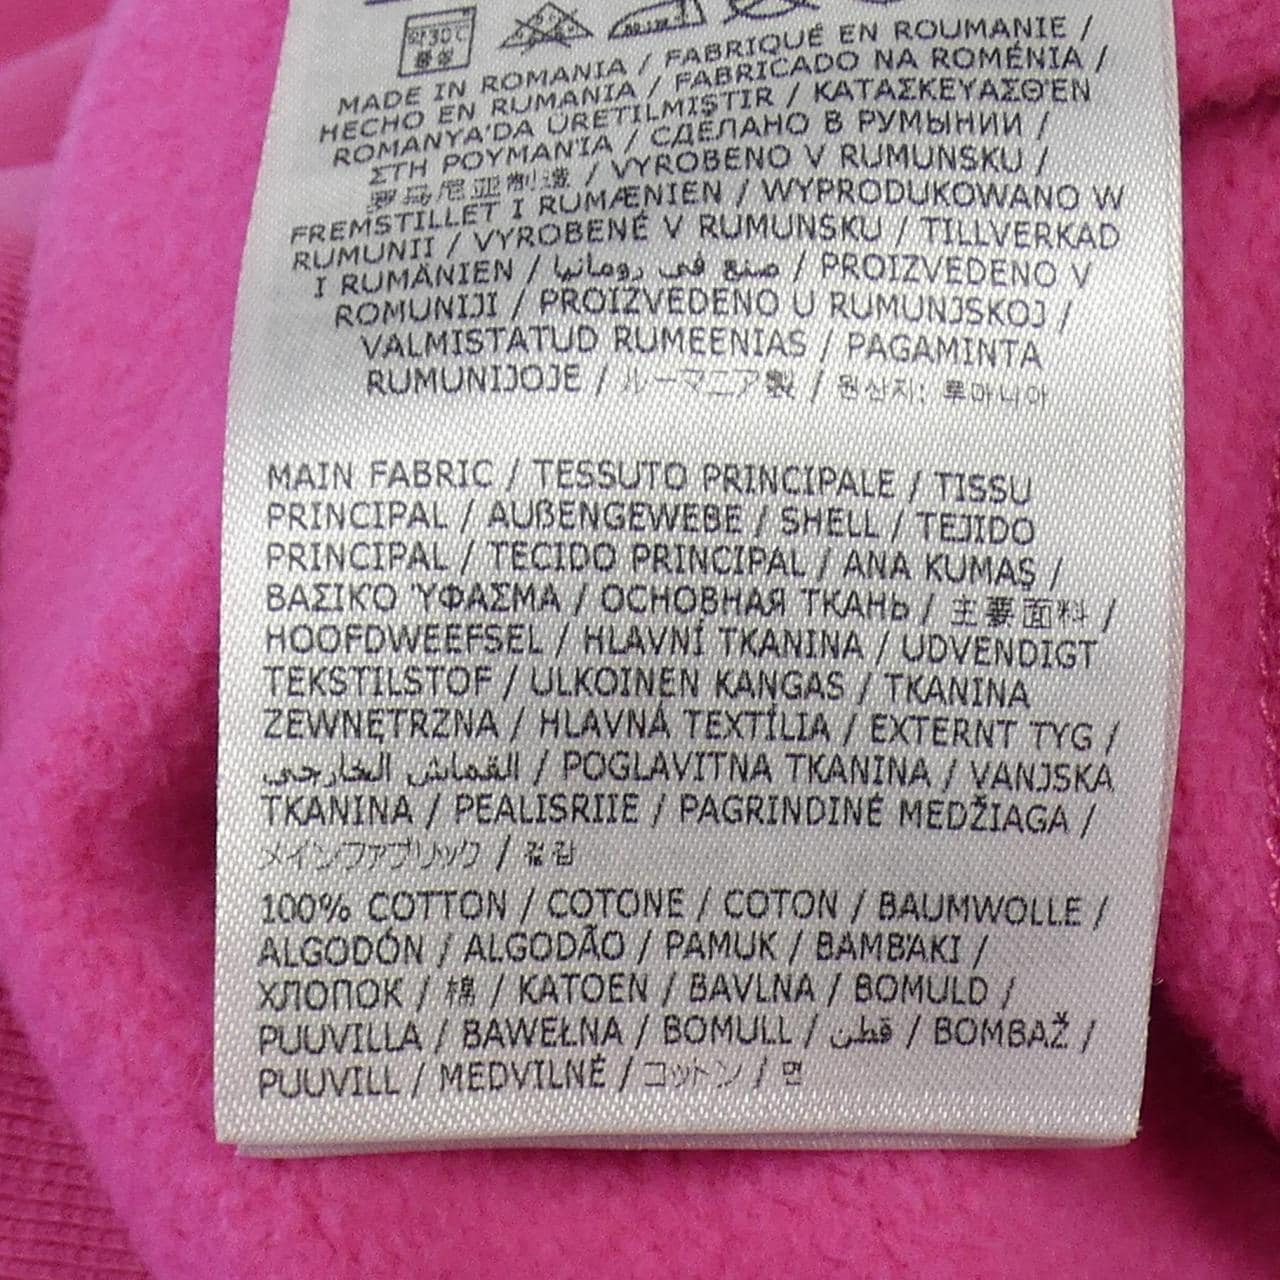 MADE IN ROMANIA / FABRIQUÉ EN ROUMANIE /
HECHO EN RUMANIA / FABRICADO NA ROMÉNIA /
ROMANYA'DA ÜRETILMIŞTIR / ΚΑΤΑΣΚΕΥΑΣΘΈΝ
ΣΤΗ ΡΟΥΜΑΝΊΑ / СДЕЛАНО В РУМЫНИИ /
罗马尼亚制造 / VYROBENO V RUMUNSKU /
FREMSTILLET I RUMÆNIEN / WYPRODUKOWANO W
RUMUNII / VYROBENÉ V RUMUNSKU / TILLVERKAD
I RUMÄNIEN / صنع في رومانيا / PROIZVEDENO V
ROMUNIJI / PROIZVEDENO U RUMUNJSKOJ /
VALMISTATUD RUMEENIAS / PAGAMINTA
RUMUNIJOJE / ルーマニア製 / 원산지: 루마니아
MAIN FABRIC / TESSUTO PRINCIPALE / TISSU
PRINCIPAL / AUßENGEWEBE / SHELL / TEJIDO
PRINCIPAL / TECIDO PRINCIPAL / ANA KUMAŞ /
ΒΑΣΙΚΌ ΎΦΑΣΜΑ / ОСНОВНАЯ ТКАНЬ / 主要面料 /
HOOFDWEEFSEL / HLAVNÍ TKANINA / UDVENDIGT
TEKSTILSTOF / ULKOINEN KANGAS / TKANINA
ZEWNĘTRZNA / HLAVNÁ TEXTÍLIA / EXTERNT TYG /
القماش الخارجي / POGLAVITNA TKANINA / VANJSKA
TKANINA / PEALISRIIE / PAGRINDINĖ MEDŽIAGA /
メインファブリック / 겉감
100% COTTON / COTONE / COTON / BAUMWOLLE /
ALGODÓN / ALGODÃO / PAMUK / ΒΑΜΒΆΚΙ /
ХЛОПОК / 棉 / KATOEN / BAVLNA / BOMULD /
PUUVILLA / BAWEŁNA / BOMULL / قطن / BOMBAŽ /
PUUVILL / MEDVILNĖ / コットン / 면